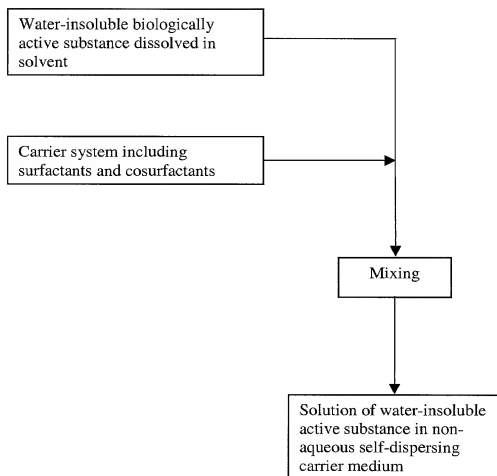 Water-insoluble biologically
active substance dissolved in
solvent
Carrier system including
surfactants and cosurfactants
Mixing
Solution of water-insoluble
active substance in non-
aqueous self-dispersing
carrier medium